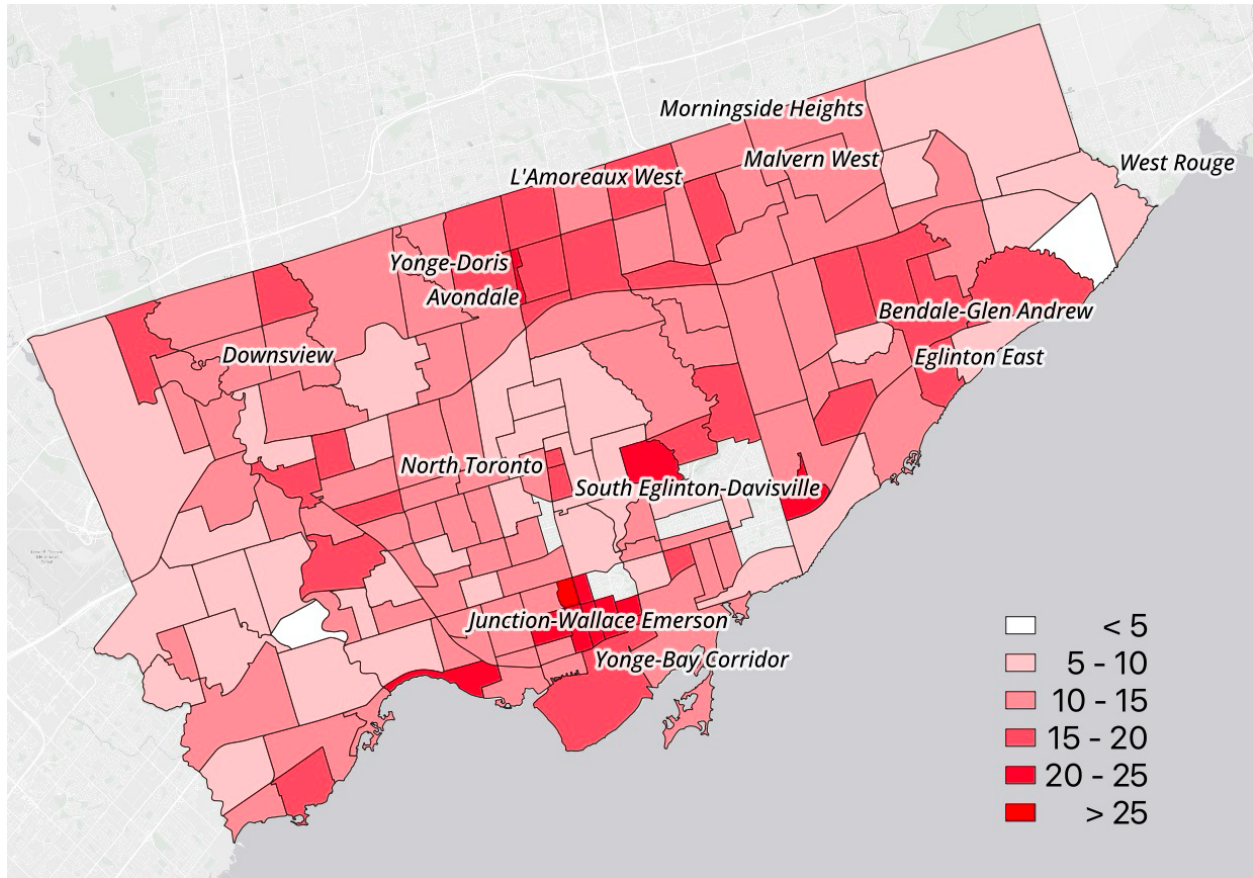 Morningside Heights
Malvern West
West Rouge
L'Amoreaux West
Yonge-Doris
Avondale
Bendale-Glen Andrew
Downsview
Eglinton East
North Toronto
South Eglinton-Davisville
Junction-Wallace Emerson
Yonge-Bay Corridor
< 5
5 - 10
10 - 15
15 - 20
20 - 25
> 25